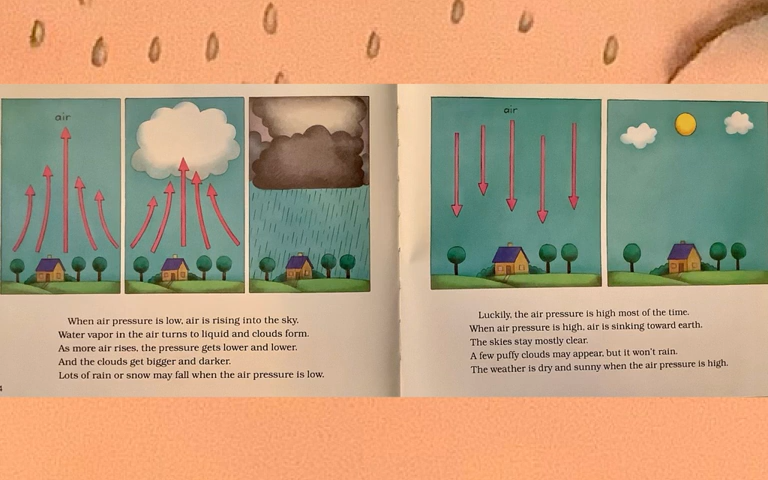 air
When air pressure is low, air is rising into the sky.
Water vapor in the air turns to liquid and clouds form.
As more air rises, the pressure gets lower and lower.
And the clouds get bigger and darker.
Lots of rain or snow may fall when the air pressure is low.
4
air
Luckily, the air pressure is high most of the time.
When air pressure is high, air is sinking toward earth.
The skies stay mostly clear.
A few puffy clouds may appear, but it won't rain.
The weather is dry and sunny when the air pressure is high.